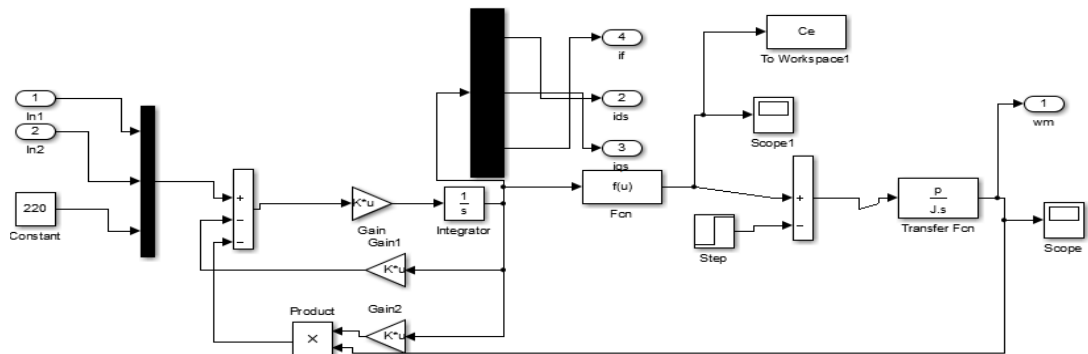 4
if
Ce
To Workspace1
1
In1
2
In2
220
Constant
+
−
−
K*u
Gain
1
s
Integrator
2
ids
3
iqs
f(u)
Fcn
Scope1
Step
+
−
p
J.s
Transfer Fcn
1
wm
Scope
Gain1
K*u
Gain2
K*u
Product
×